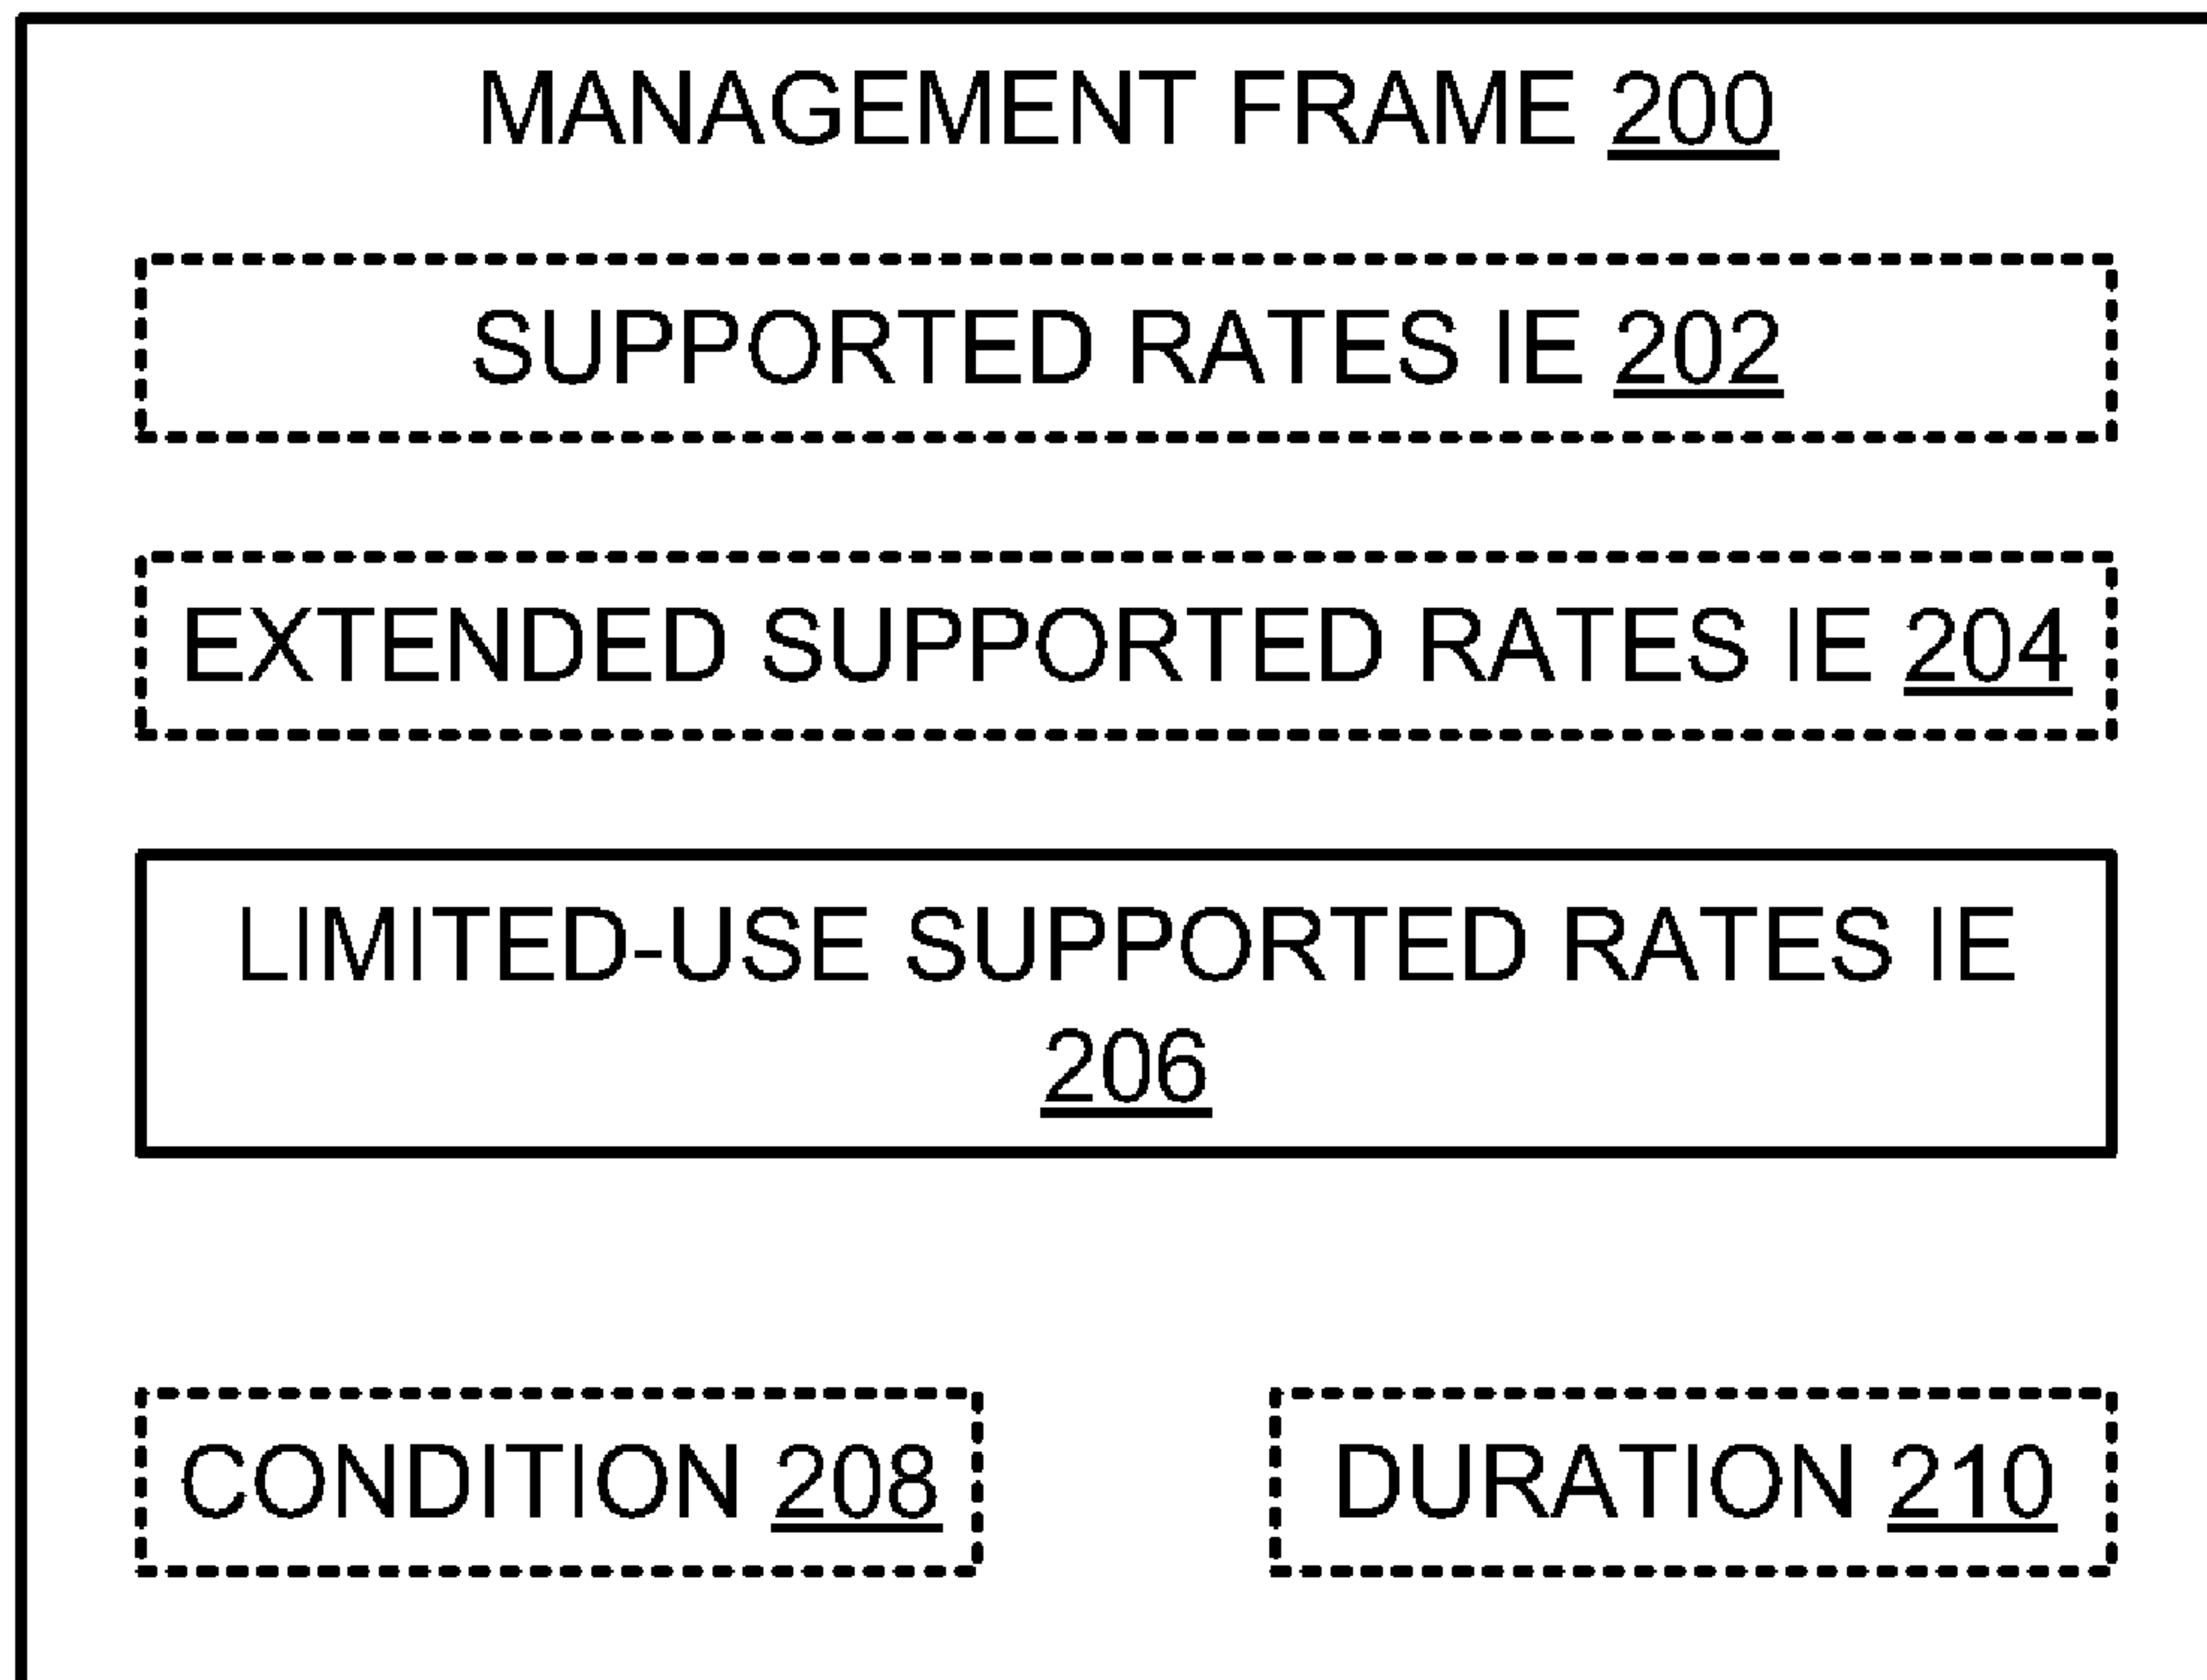 MANAGEMENT FRAME 200
SUPPORTED RATES IE 202
EXTENDED SUPPORTED RATES IE 204
LIMITED-USE SUPPORTED RATES IE
206
CONDITION 208
DURATION 210